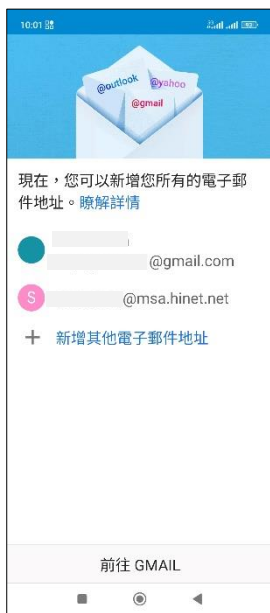 10:01
@outlook
@yahoo
@gmail
現在，您可以新增您所有的電子郵
件地址。瞭解詳情
@gmail.com
S
@msa.hinet.net
新增其他電子郵件地址
前往 GMAIL